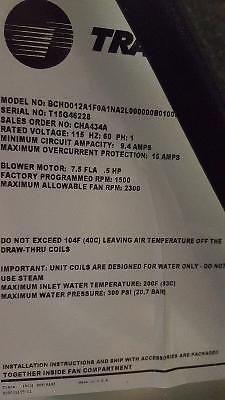 TRA
MODEL NO: BCHD012A1F0A1NA2L000000B0100
SERIAL NO: T15G46228
SALES ORDER NO: CHA434A
RATED VOLTAGE: 115 HZ: 60 PH: 1
MINIMUM CIRCUIT AMPACITY: 9.4 AMPS
MAXIMUM OVERCURRENT PROTECTION: 15 AMPS
BLOWER MOTOR: 7.5 FLA .5 HP
FACTORY PROGRAMMED RPM: 1500
MAXIMUM ALLOWABLE FAN RPM: 2300
DO NOT EXCEED 104F (40C) LEAVING AIR TEMPERATURE OFF THE
DRAW-THRU COILS
IMPORTANT: UNIT COILS ARE DESIGNED FOR WATER ONLY - DO NOT
USE STEAM
MAXIMUM INLET WATER TEMPERATURE: 200F (93C)
MAXIMUM WATER PRESSURE: 300 PSI (20,7 BAR)
INSTALLATION INSTRUCTIONS AND SHIP WITH ACCESSORIES ARE PACKAGED
TOGETHER INSIDE FAN COMPARTMENT